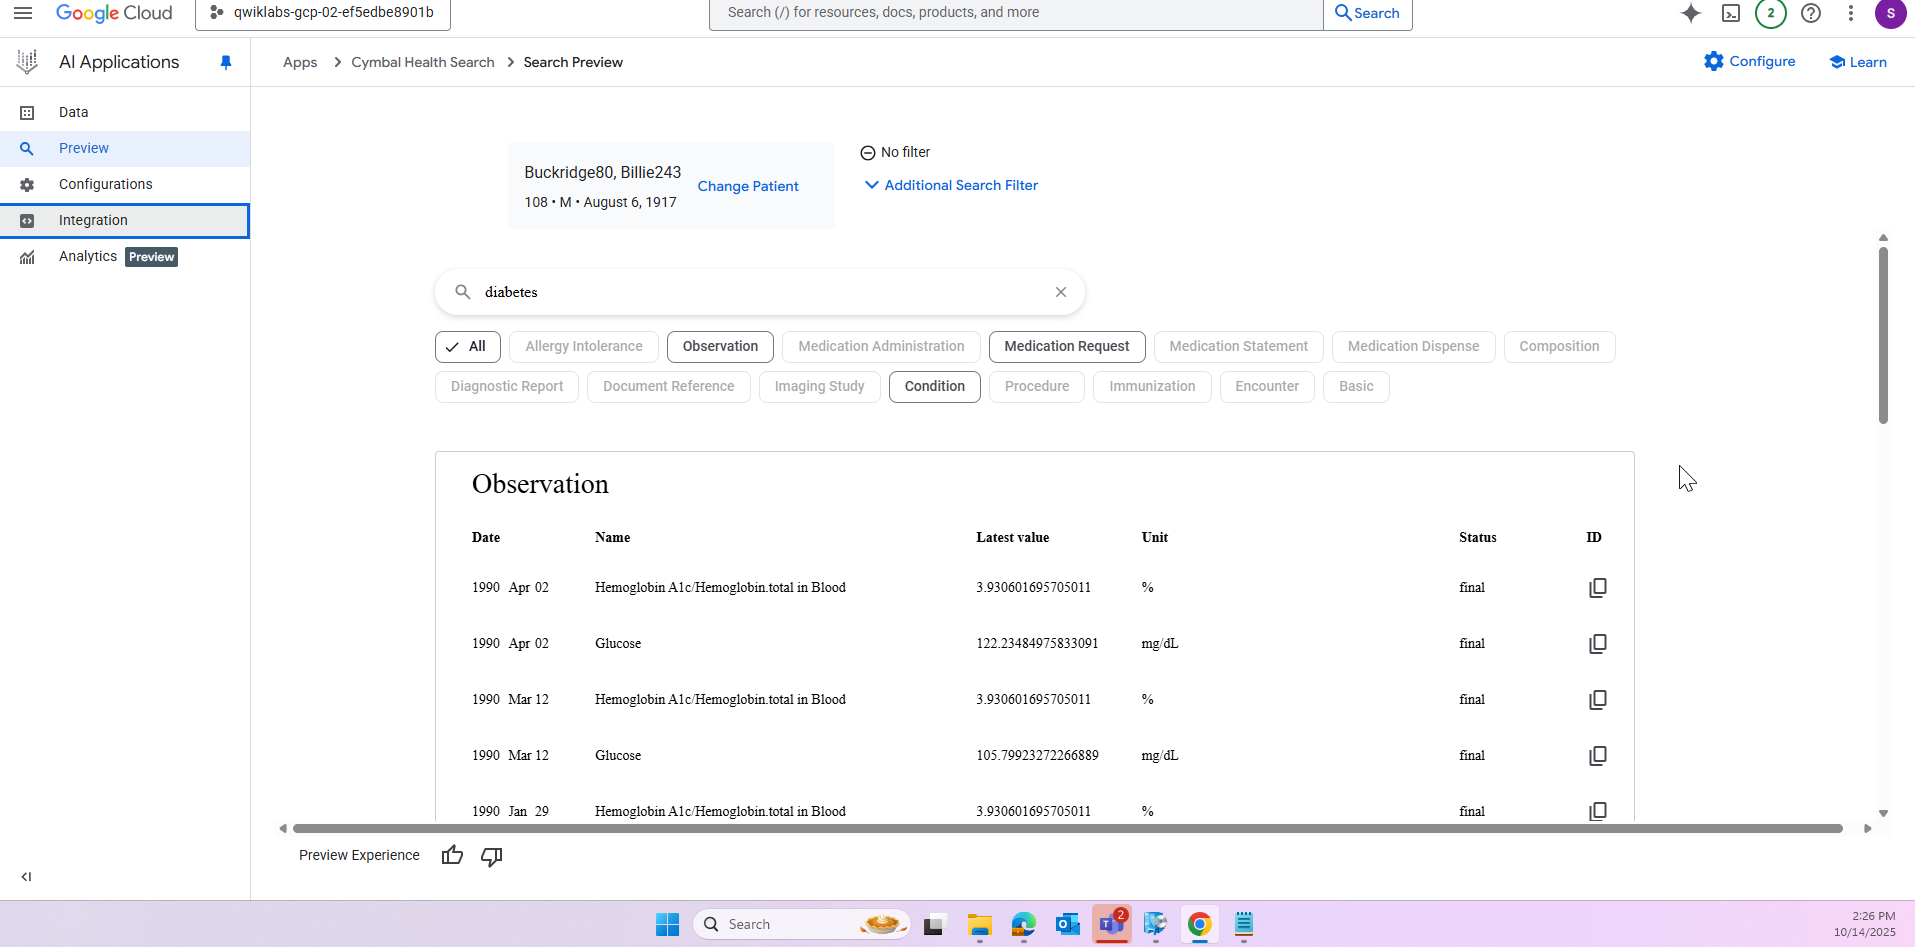 Google Cloud
qwiklabs-gcp-02-ef5edbe8901b
Search (/) for resources, docs, products, and more
Search
2
S
AI Applications
Apps > Cymbal Health Search > Search Preview
Configure
Learn
Data
Preview
Configurations
Integration
Analytics Preview
Buckridge80, Billie243
108 • M • August 6, 1917
Change Patient
No filter
Additional Search Filter
diabetes
All Allergy Intolerance Observation Medication Administration Medication Request Medication Statement Medication Dispense Composition
Diagnostic Report Document Reference Imaging Study Condition Procedure Immunization Encounter Basic
Observation
Date Name Latest value Unit Status ID
1990 Apr 02 Hemoglobin A1c/Hemoglobin.total in Blood 3.930601695705011 % final
1990 Apr 02 Glucose 122.23484975833091 mg/dL final
1990 Mar 12 Hemoglobin A1c/Hemoglobin.total in Blood 3.930601695705011 % final
1990 Mar 12 Glucose 105.79923272266889 mg/dL final
1990 Jan 29 Hemoglobin A1c/Hemoglobin.total in Blood 3.930601695705011 % final
Preview Experience
Search
2
2:26 PM
10/14/2025